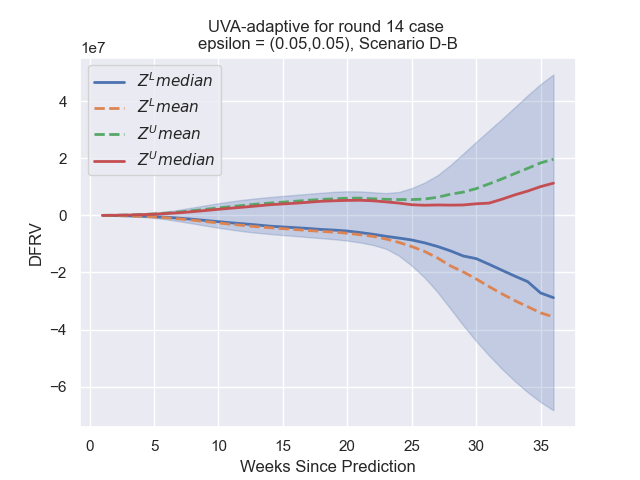 UVA-adaptive for round 14 case
epsilon = (0.05,0.05), Scenario D-B
1e7
Z^L median
Z^L mean
Z^U mean
Z^U median
4
2
0
−2
−4
−6
DFRV
0 5 10 15 20 25 30 35
Weeks Since Prediction